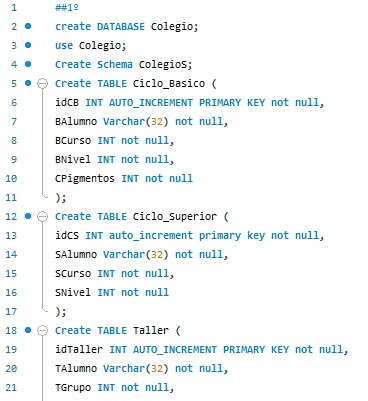 1 ##1º
2 create DATABASE Colegio;
3 use Colegio;
4 Create Schema ColegioS;
5 Create TABLE Ciclo_Basico (
6 idCB INT AUTO_INCREMENT PRIMARY KEY not null,
7 BAlumno Varchar(32) not null,
8 BCurso INT not null,
9 BNivel INT not null,
10 CPigmentos INT not null
11 );
12 Create TABLE Ciclo_Superior (
13 idCS INT auto_increment primary key not null,
14 SAlumno Varchar(32) not null,
15 SCurso INT not null,
16 SNivel INT not null
17 );
18 Create TABLE Taller (
19 idTaller INT AUTO_INCREMENT PRIMARY KEY not null,
20 TAlumno Varchar(32) not null,
21 TGrupo INT not null,